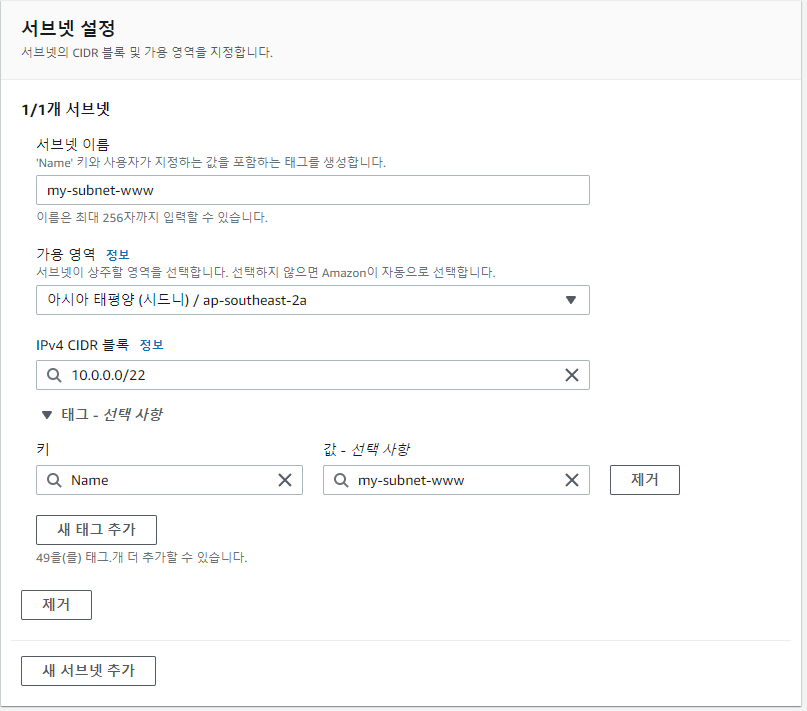 서브넷 설정
서브넷의 CIDR 블록 및 가용 영역을 지정합니다.
1/1개 서브넷
서브넷 이름
'Name' 키와 사용자가 지정하는 값을 포함하는 태그를 생성합니다.
my-subnet-www
이름은 최대 256자까지 입력할 수 있습니다.
가용 영역 정보
서브넷이 상주할 영역을 선택합니다. 선택하지 않으면 Amazon이 자동으로 선택합니다.
아시아 태평양 (시드니) / ap-southeast-2a
IPv4 CIDR 블록 정보
10.0.0.0/22
태그 - 선택 사항
키 값 - 선택 사항
Name my-subnet-www 제거
새 태그 추가
49을(를) 태그.개 더 추가할 수 있습니다.
제거
새 서브넷 추가